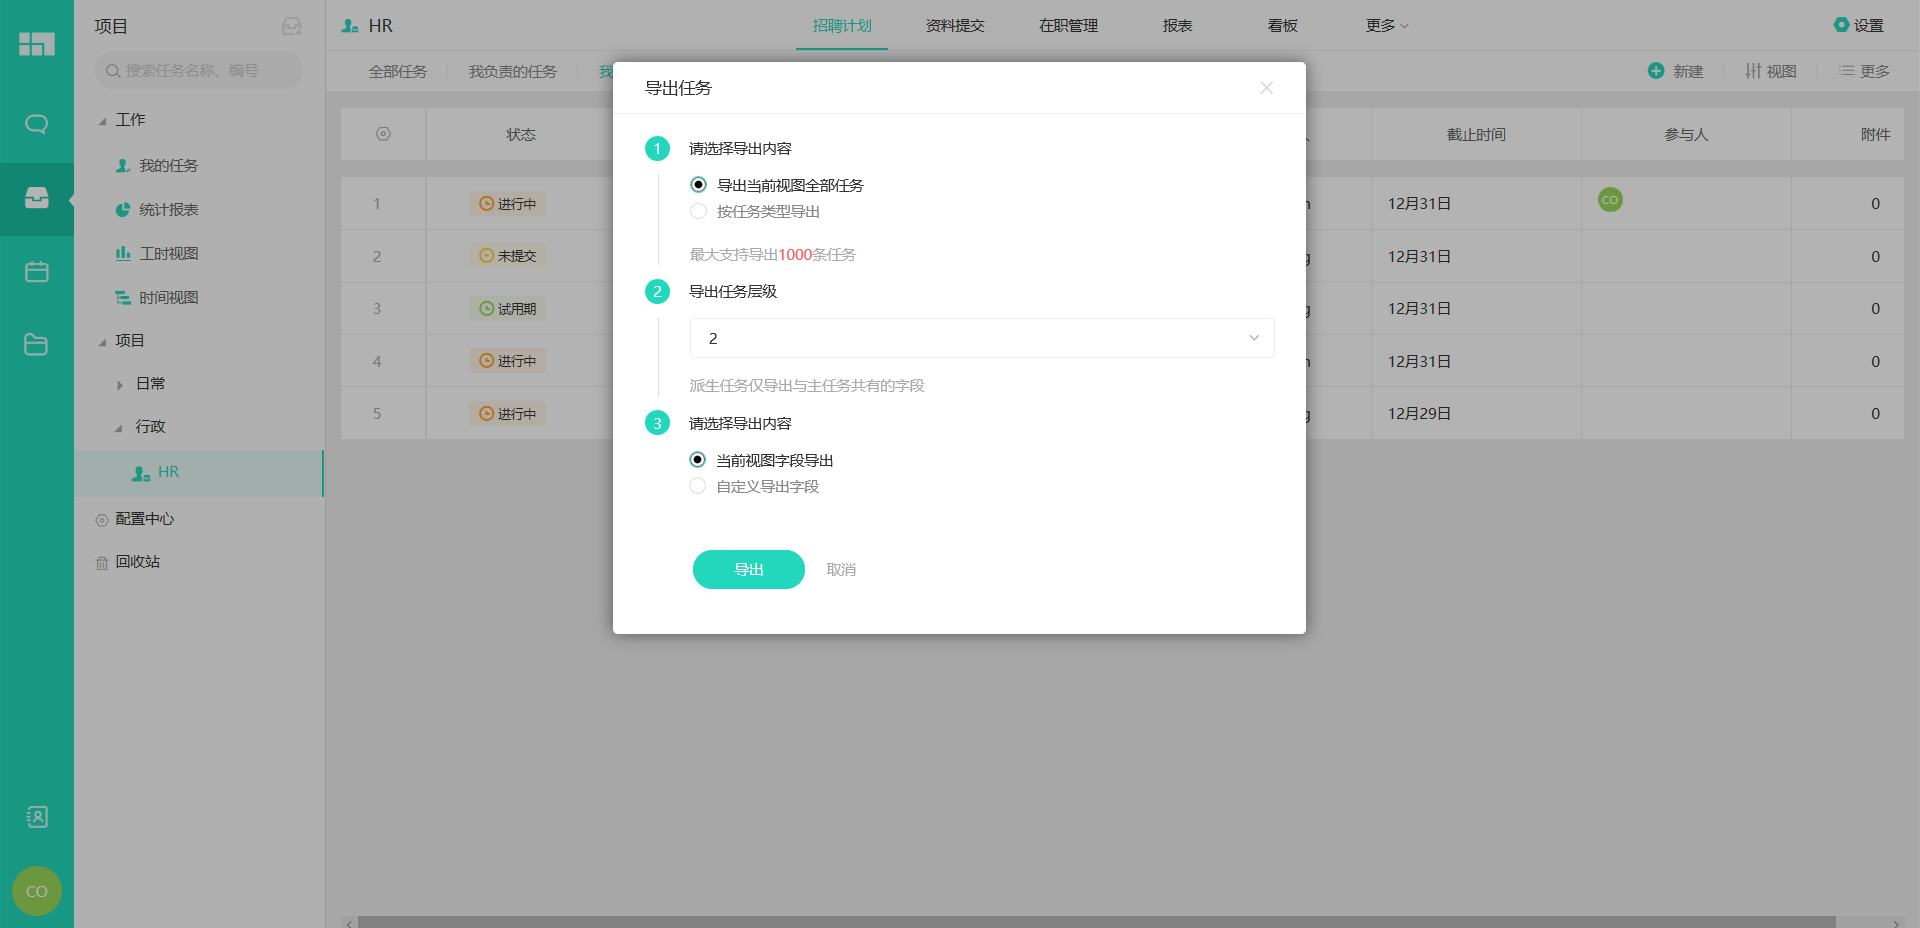 项目
搜索任务名称、编号
工作
我的任务
统计报表
工时视图
时间视图
项目
日常
行政
HR
配置中心
回收站
CO
HR
招聘计划
资料提交
在职管理
报表
看板
更多
设置
全部任务
我负责的任务
我
新建
视图
更多
状态
截止时间
参与人
附件
1 进行中 12月31日 CO 0
2 未提交 12月31日 0
3 试用期 12月31日 0
4 进行中 12月31日 0
5 进行中 12月29日 0
导出任务
1 请选择导出内容
导出当前视图全部任务
按任务类型导出
最大支持导出1000条任务
2 导出任务层级
2
派生任务仅导出与主任务共有的字段
3 请选择导出内容
当前视图字段导出
自定义导出字段
导出 取消